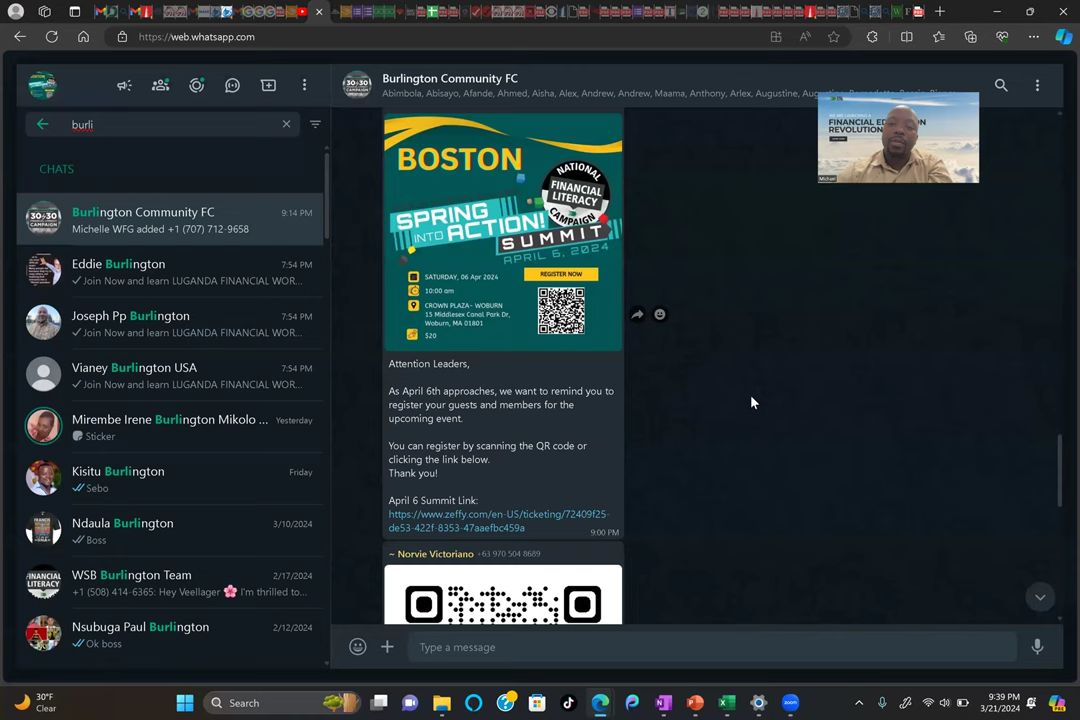 https://web.whatsapp.com
burli
CHATS
Burlington Community FC
9:14 PM
Michelle WFG added +1 (707) 712-9658
Eddie Burlington
7:54 PM
Join Now and learn LUGANDA FINANCIAL WOR...
Joseph Pp Burlington
7:54 PM
Join Now and learn LUGANDA FINANCIAL WOR...
Vianey Burlington USA
7:54 PM
Join Now and learn LUGANDA FINANCIAL WOR...
Mirembe Irene Burlington Mikolo ...
Yesterday
Sticker
Kisitu Burlington
Friday
Sebo
Ndaula Burlington
3/10/2024
Boss
WSB Burlington Team
2/17/2024
+1 (508) 414-6365: Hey Veellager 🌸 I'm thrilled to...
Nsubuga Paul Burlington
2/12/2024
Ok boss
Burlington Community FC
Abimbola, Abisayo, Afande, Ahmed, Aisha, Alex, Andrew, Andrew, Maama, Anthony, Arlex, Augustine,
FINANCIAL
REVOLUTION
Michael
BOSTON
NATIONAL
FINANCIAL
LITERACY
CAMPAIGN
SPRING
INTO ACTION!
SUMMIT
APRIL 6, 2024
SATURDAY, 06 Apr 2024
10:00 am
CROWN PLAZA- WOBURN
15 Middlesex Canal Park Dr,
Woburn, MA 01801
$20
REGISTER NOW
Attention Leaders,
As April 6th approaches, we want to remind you to
register your guests and members for the
upcoming event.
You can register by scanning the QR code or
clicking the link below.
Thank you!
April 6 Summit Link:
https://www.zeffy.com/en-US/ticketing/72409f25-
de53-422f-8353-47aaefbc459a
9:00 PM
~ Norvie Victoriano +63 970 504 8689
Type a message
30°F
Clear
Search
9:39 PM
3/21/2024